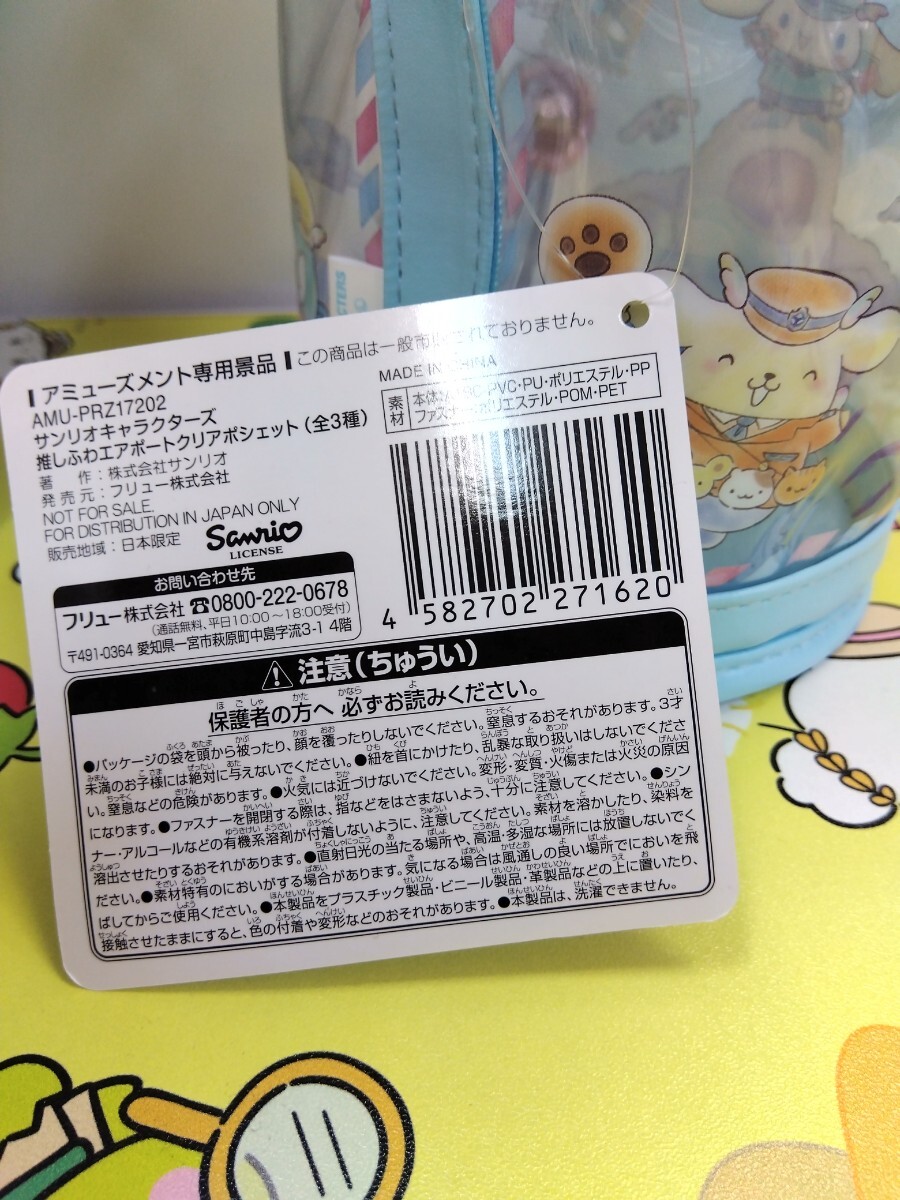 アミューズメント専用景品 この商品は一般市 されておりません。
AMU-PRZ17202
サンリオキャラクターズ
推しふわエアポートクリアポシェット(全3種)
著 作:株式会社サンリオ
発 売 元:フリュー株式会社
NOT FOR SALE.
FOR DISTRIBUTION IN JAPAN ONLY
販売地域:日本限定
Sanrio
LICENSE
MADE IN CHINA
素材
本体 PVC・PU・ポリエステル・PP
ファスナー ポリエステル・POM・PET
4 582702 271620
お問い合わせ先
フリュー株式会社 ☎0800-222-0678
(通話無料、平日10:00~18:00受付)
〒491-0364 愛知県一宮市萩原町中島字流3-1 4階
⚠注意(ちゅうい)
保護者の方へ 必ずお読みください。
●パッケージの袋を頭から被ったり、顔を覆ったりしないでください。窒息するおそれがあります。3才
未満のお子様には絶対に与えないでください。●紐を首にかけたり、乱暴な取り扱いはしないでくださ
い。窒息などの危険があります。●火気には近づけないでください。変形・変質・火傷または火災の原因
になります。●ファスナーを開閉する際は、指などをはさまないよう、十分に注意してください。●シン
ナー・アルコールなどの有機系溶剤が付着しないように、注意してください。素材を溶かしたり、染料を
溶出させたりするおそれがあります。●直射日光の当たる場所や、高温・多湿な場所には放置しないでく
ださい。●素材特有のにおいがする場合があります。気になる場合は風通しの良い場所でにおいを飛
ばしてからご使用ください。●本製品をプラスチック製品・ビニール製品・革製品などの上に置いたり、
接触させたままにすると、色の付着や変形などのおそれがあります。●本製品は、洗濯できません。